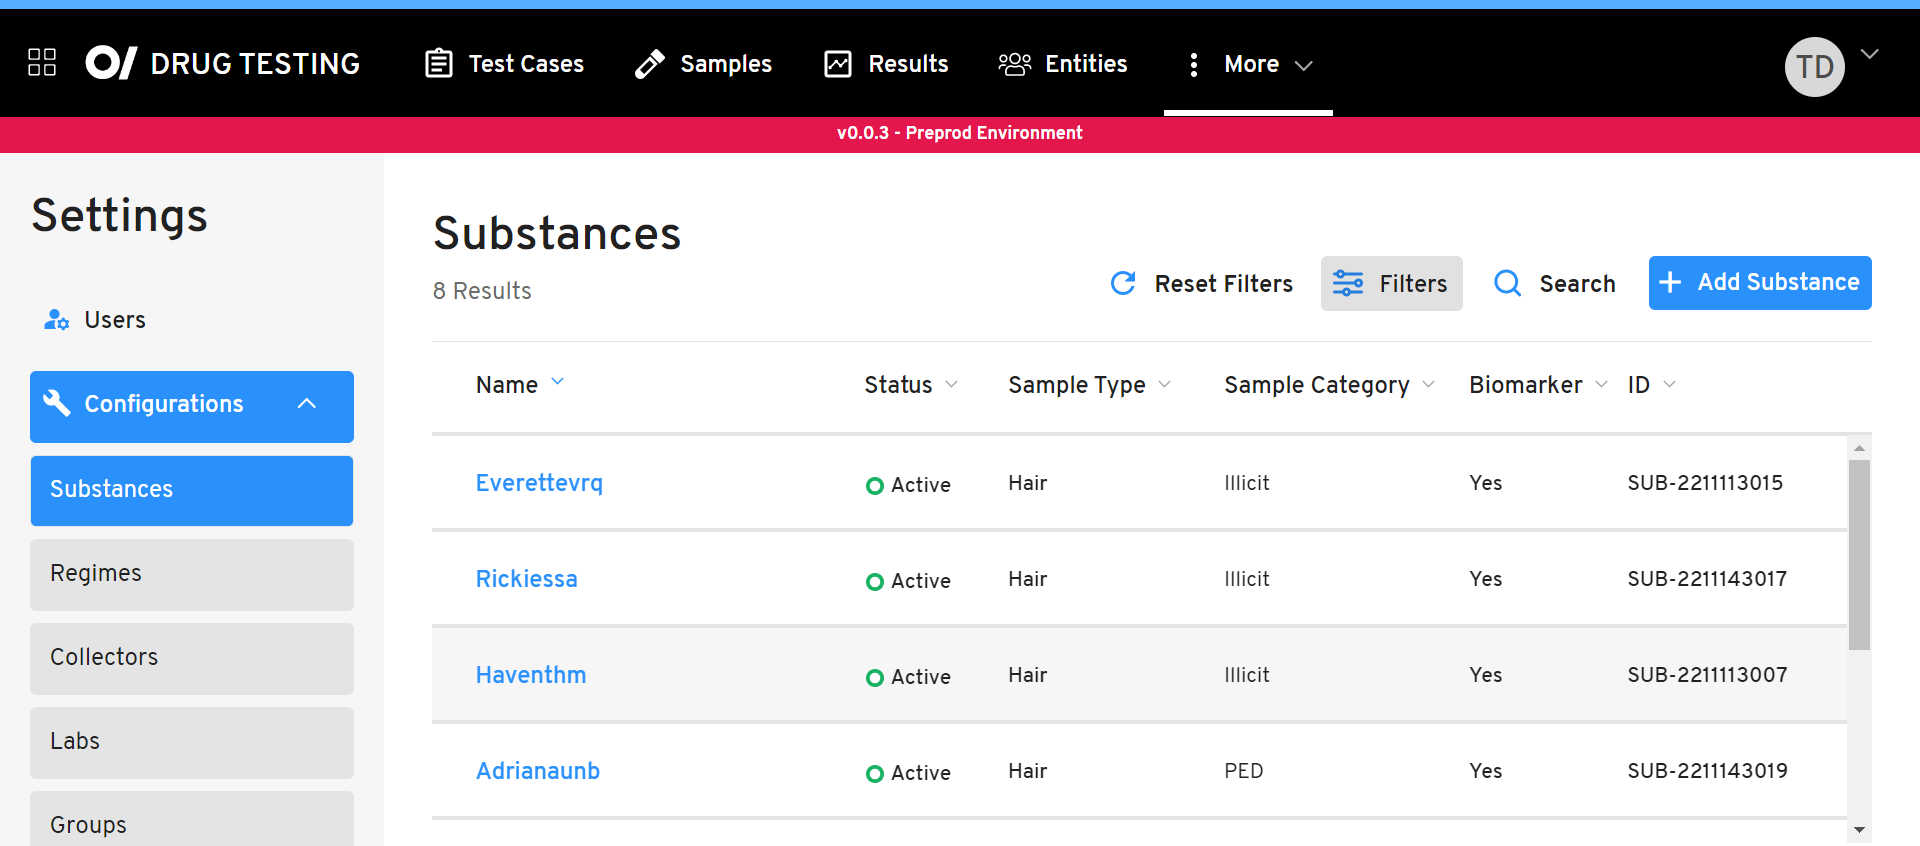 DRUG TESTING Test Cases Samples Results Entities More TD
v0.0.3 - Preprod Environment
Settings
Users
Configurations
Substances
Regimes
Collectors
Labs
Groups
Substances
8 Results
Reset Filters Filters Search + Add Substance
Name Status Sample Type Sample Category Biomarker ID
Everettevrq Active Hair Illicit Yes SUB-2211113015
Rickiessa Active Hair Illicit Yes SUB-2211143017
Haventhm Active Hair Illicit Yes SUB-2211113007
Adrianaunb Active Hair PED Yes SUB-2211143019